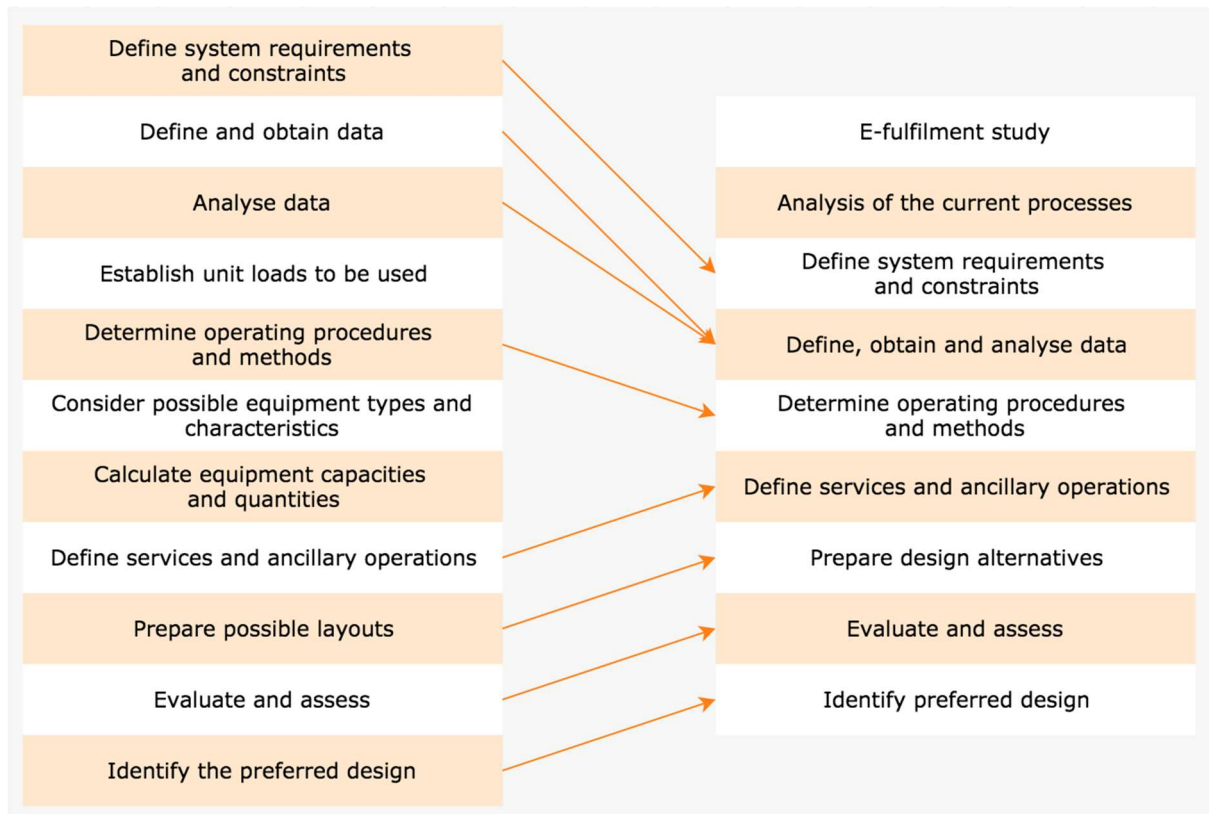 Define system requirements
and constraints
Define and obtain data
Analyse data
Establish unit loads to be used
Determine operating procedures
and methods
Consider possible equipment types and
characteristics
Calculate equipment capacities
and quantities
Define services and ancillary operations
Prepare possible layouts
Evaluate and assess
Identify the preferred design
E-fulfilment study
Analysis of the current processes
Define system requirements
and constraints
Define, obtain and analyse data
Determine operating procedures
and methods
Define services and ancillary operations
Prepare design alternatives
Evaluate and assess
Identify preferred design